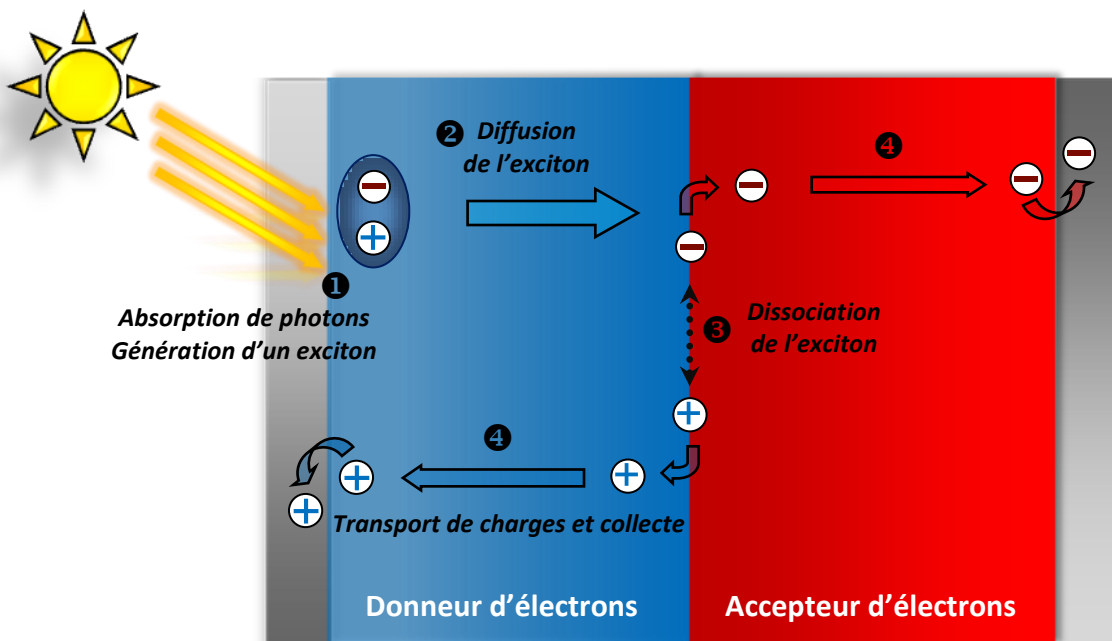 ❷ Diffusion
de l’exciton
❹
❶
Absorption de photons
Génération d’un exciton
❸ Dissociation
de l’exciton
❹
Transport de charges et collecte
Donneur d’électrons
Accepteur d’électrons